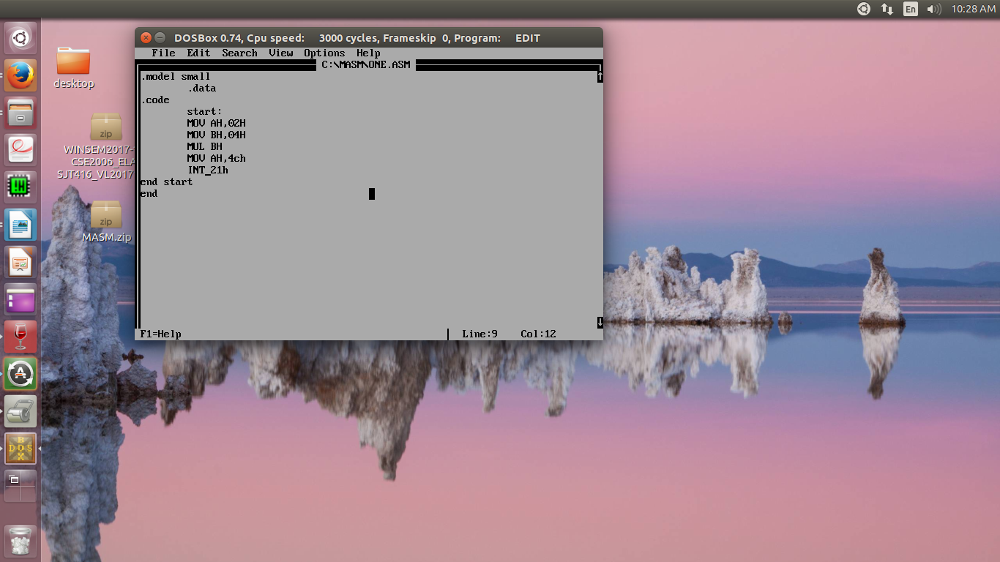 En 10:28 AM
DOSBox 0.74, Cpu speed: 3000 cycles, Frameskip 0, Program: EDIT
File Edit Search View Options Help
C:\MASM\ONE.ASM
.model small
.data
.code
start:
MOV AH,02H
MOV BH,04H
MUL BH
MOV AH,4ch
INT_21h
end start
end
F1=Help Line:9 Col:12
desktop
zip
WINSEM2017-
CSE2006_ELA
SJT416_VL2017
zip
MASM.zip